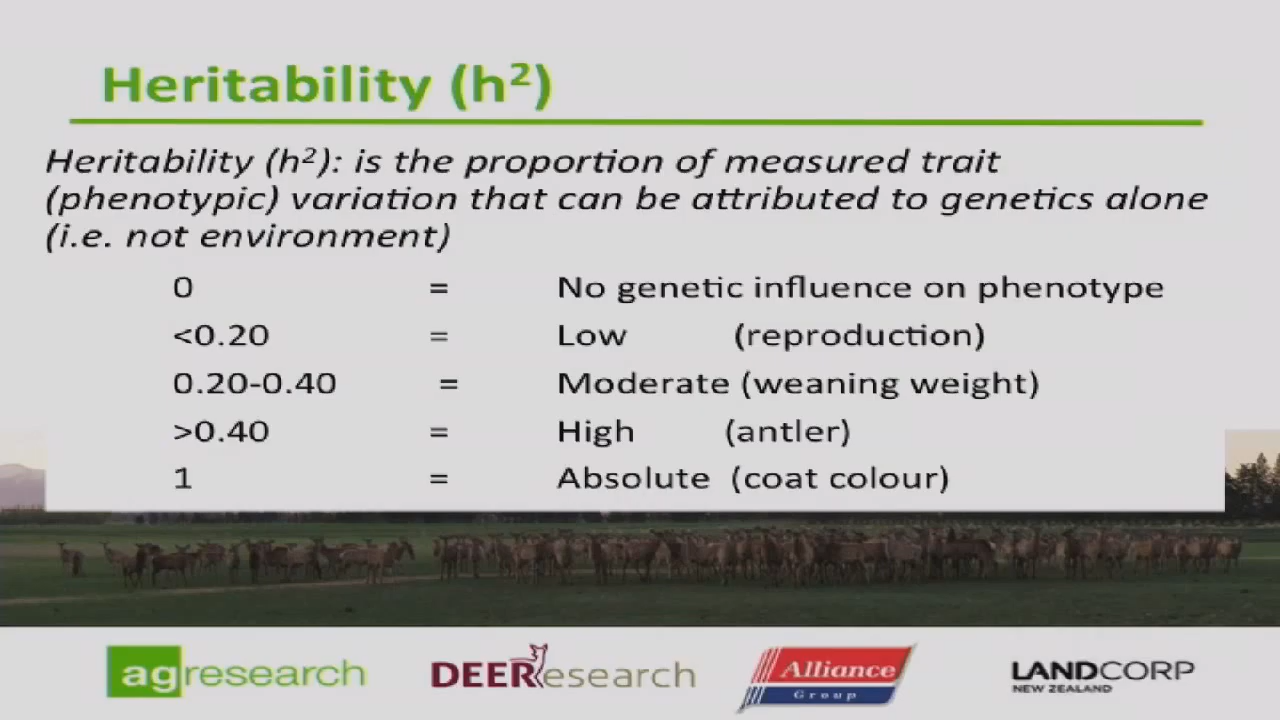 Heritability (h²)
Heritability (h²): is the proportion of measured trait
(phenotypic) variation that can be attributed to genetics alone
(i.e. not environment)
0 = No genetic influence on phenotype
<0.20 = Low (reproduction)
0.20-0.40 = Moderate (weaning weight)
>0.40 = High (antler)
1 = Absolute (coat colour)
agresearch DEEResearch Alliance Group LANDCORP NEW ZEALAND